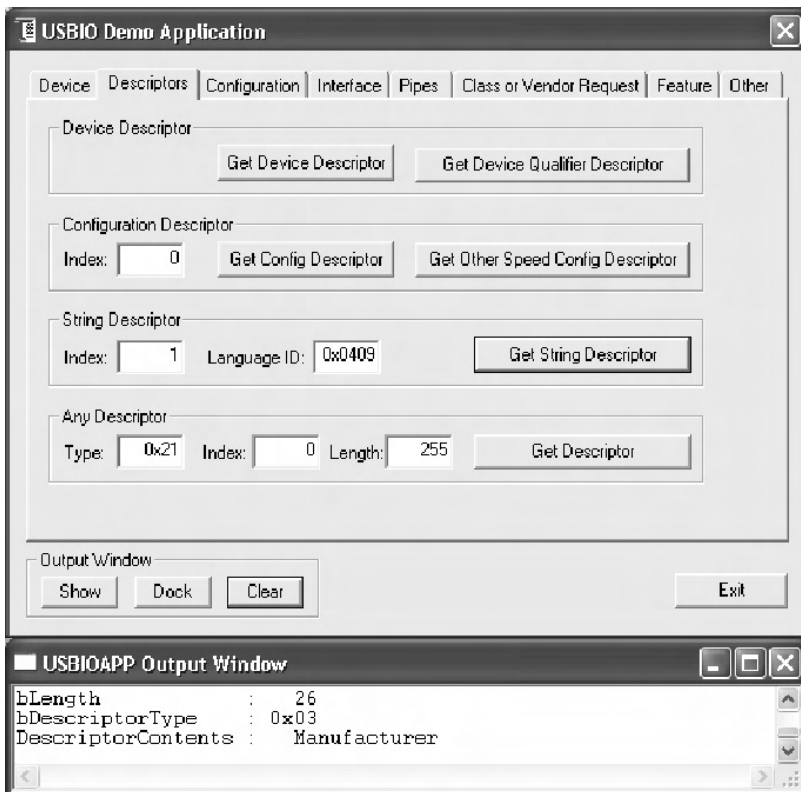 USBIO Demo Application
Device Descriptors Configuration Interface Pipes Class or Vendor Request Feature Other
Device Descriptor
Get Device Descriptor Get Device Qualifier Descriptor
Configuration Descriptor
Index: 0 Get Config Descriptor Get Other Speed Config Descriptor
String Descriptor
Index: 1 Language ID: 0x0409 Get String Descriptor
Any Descriptor
Type: 0x21 Index: 0 Length: 255 Get Descriptor
Output Window
Show Dock Clear Exit
USBIOAPP Output Window
bLength : 26
bDescriptorType : 0x03
DescriptorContents : Manufacturer